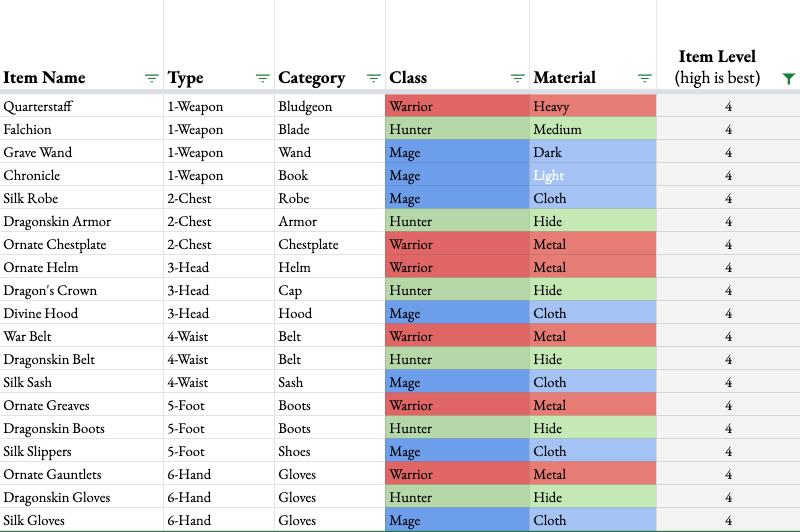 Item Name Type Category Class Material Item Level
(high is best)
Quarterstaff 1-Weapon Bludgeon Warrior Heavy 4
Falchion 1-Weapon Blade Hunter Medium 4
Grave Wand 1-Weapon Wand Mage Dark 4
Chronicle 1-Weapon Book Mage Light 4
Silk Robe 2-Chest Robe Mage Cloth 4
Dragonskin Armor 2-Chest Armor Hunter Hide 4
Ornate Chestplate 2-Chest Chestplate Warrior Metal 4
Ornate Helm 3-Head Helm Warrior Metal 4
Dragon's Crown 3-Head Cap Hunter Hide 4
Divine Hood 3-Head Hood Mage Cloth 4
War Belt 4-Waist Belt Warrior Metal 4
Dragonskin Belt 4-Waist Belt Hunter Hide 4
Silk Sash 4-Waist Sash Mage Cloth 4
Ornate Greaves 5-Foot Boots Warrior Metal 4
Dragonskin Boots 5-Foot Boots Hunter Hide 4
Silk Slippers 5-Foot Shoes Mage Cloth 4
Ornate Gauntlets 6-Hand Gloves Warrior Metal 4
Dragonskin Gloves 6-Hand Gloves Hunter Hide 4
Silk Gloves 6-Hand Gloves Mage Cloth 4